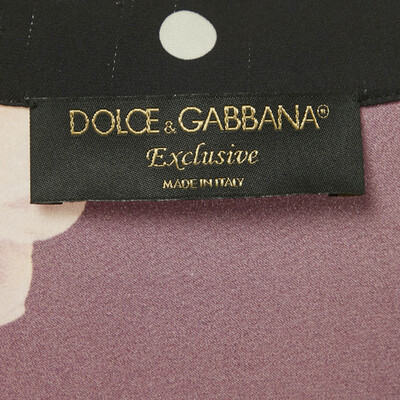 DOLCE & GABBANA®
Exclusive
MADE IN ITALY